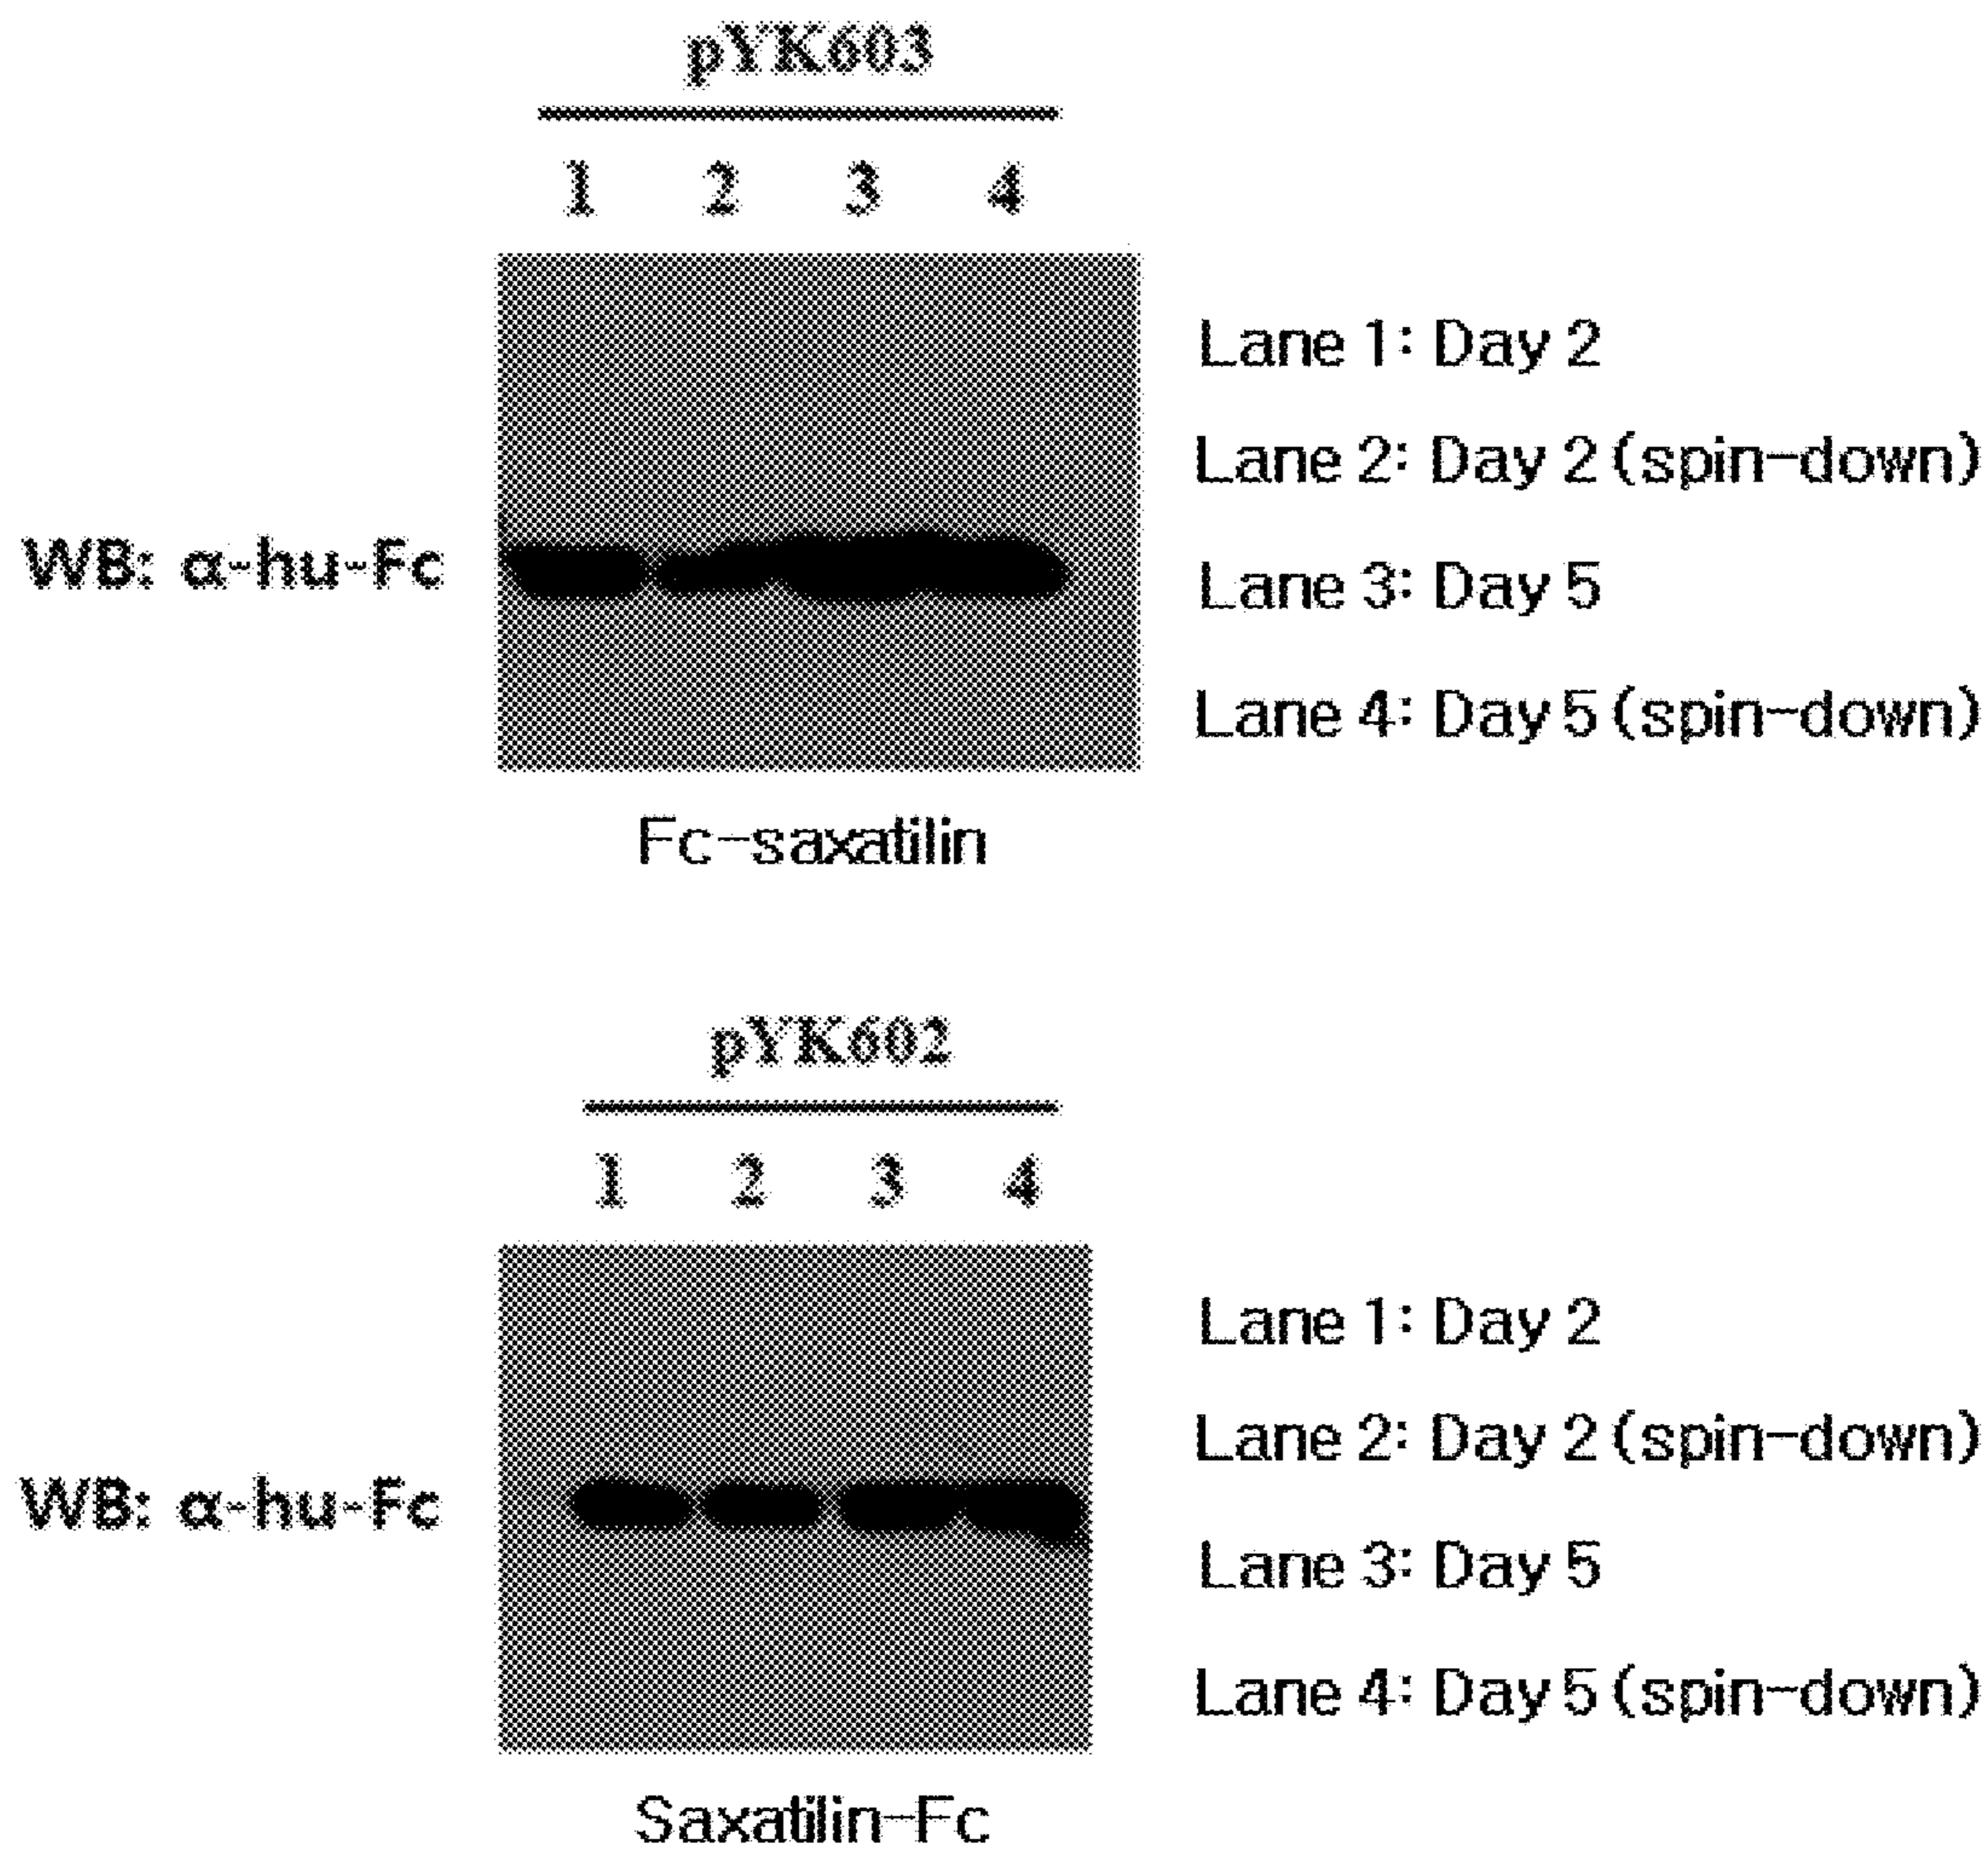 pYK603
1 2 3 4
Lane 1: Day 2
Lane 2: Day 2 (spin-down)
WB: α-hu-Fc
Lane 3: Day 5
Lane 4: Day 5 (spin-down)
Fc-saxatilin
pYK602
1 2 3 4
Lane 1: Day 2
Lane 2: Day 2 (spin-down)
WB: α-hu-Fc
Lane 3: Day 5
Lane 4: Day 5 (spin-down)
Saxatilin-Fc